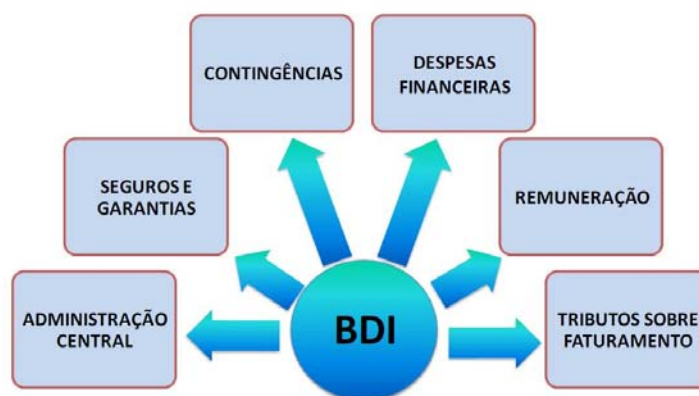 CONTINGÊNCIAS
DESPESAS
FINANCEIRAS
SEGUROS E
GARANTIAS
REMUNERAÇÃO
ADMINISTRAÇÃO
CENTRAL
BDI
TRIBUTOS SOBRE
FATURAMENTO